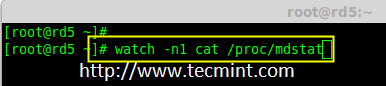 root@rd5:~
[root@rd5 ~]#
[root@rd5 ~]# watch -n1 cat /proc/mdstat
http://www.tecmint.com